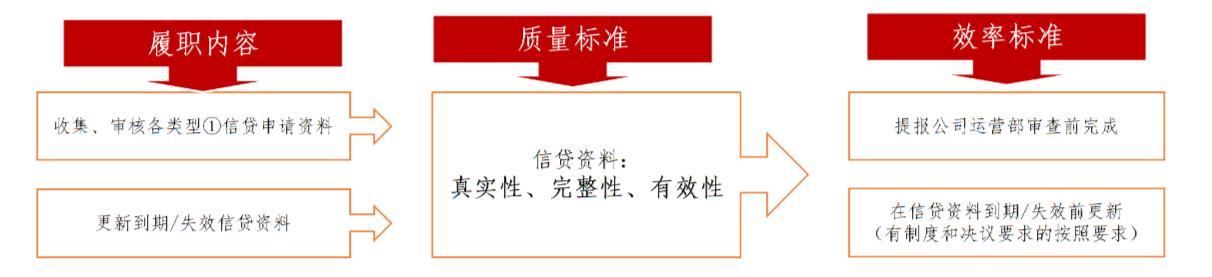 履职内容
质量标准
效率标准
收集、审核各类型①信贷申请资料
更新到期/失效信贷资料
信贷资料：
真实性、完整性、有效性
提报公司运营部审查前完成
在信贷资料到期/失效前更新
（有制度和决议要求的按照要求）